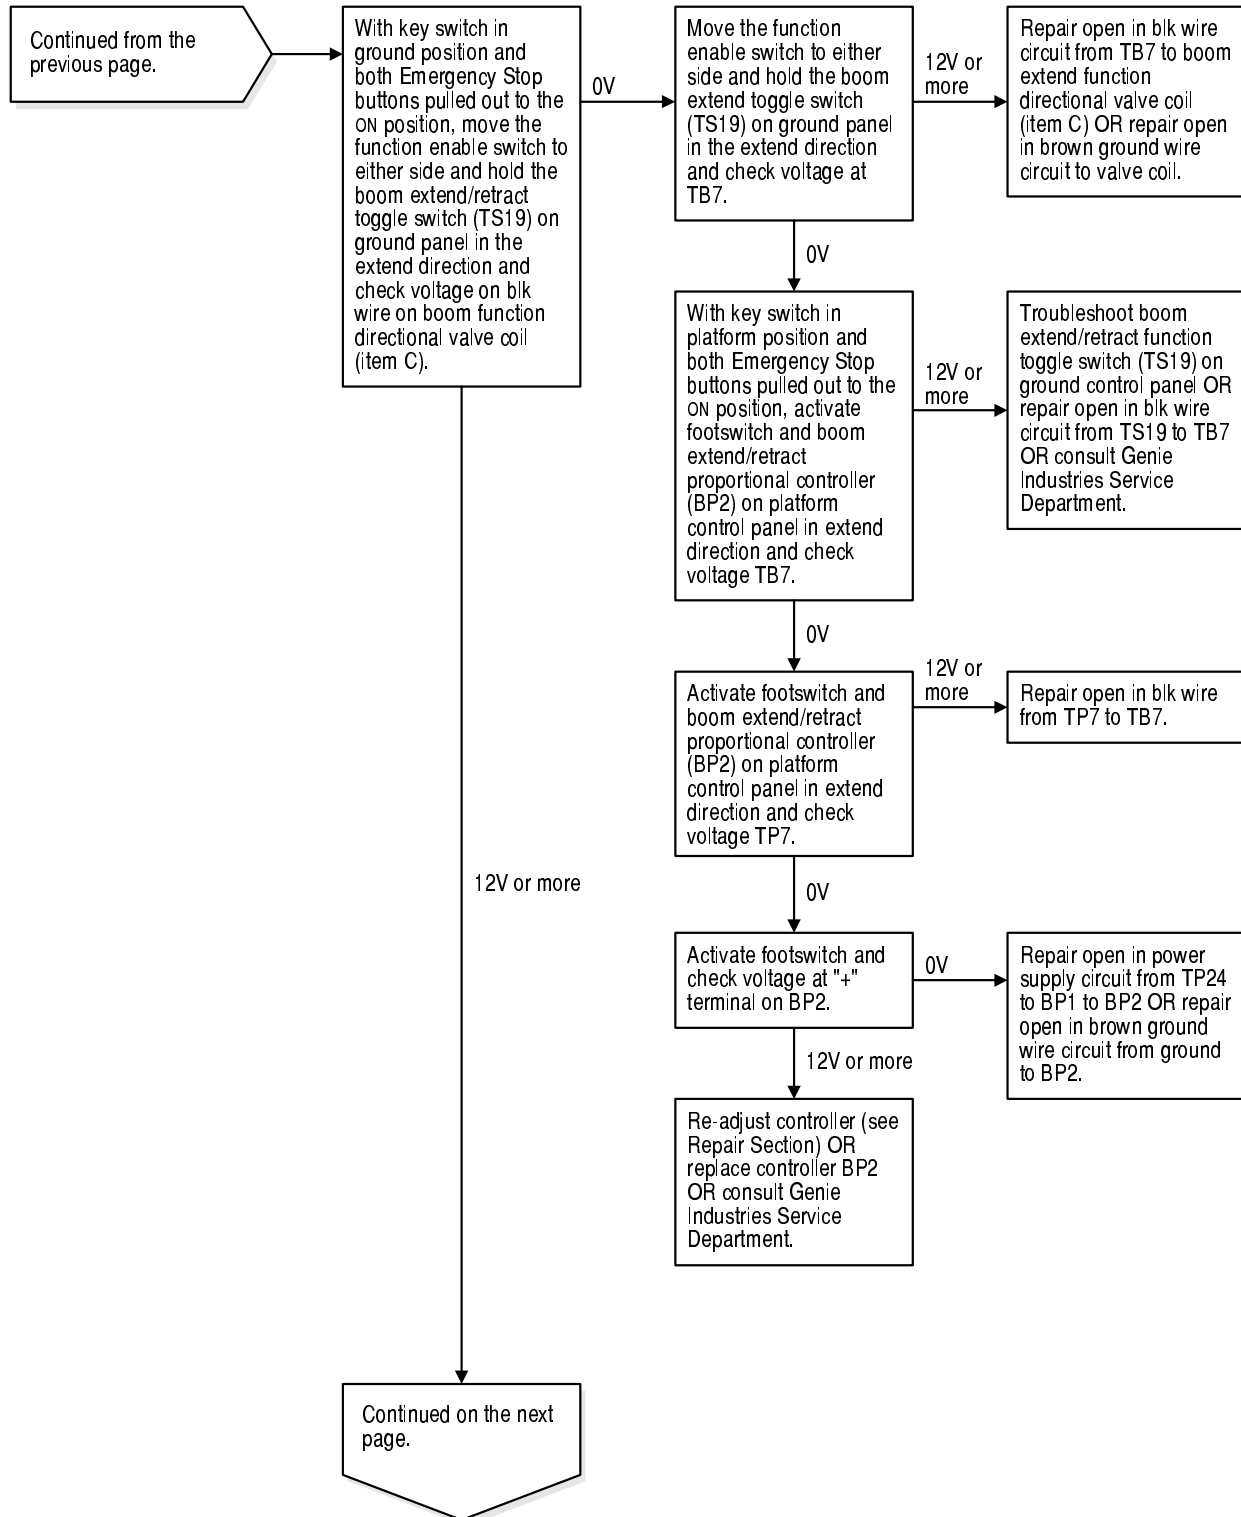 Continued from the
previous page.
With key switch in
ground position and
both Emergency Stop
buttons pulled out to the
ON position, move the
function enable switch to
either side and hold the
boom extend/retract
toggle switch (TS19) on
ground panel in the
extend direction and
check voltage on blk
wire on boom function
directional valve coil
(item C).
0V
Move the function
enable switch to either
side and hold the boom
extend toggle switch
(TS19) on ground panel
in the extend direction
and check voltage at
TB7.
12V or
more
Repair open in blk wire
circuit from TB7 to boom
extend function
directional valve coil
(item C) OR repair open
in brown ground wire
circuit to valve coil.
0V
With key switch in
platform position and
both Emergency Stop
buttons pulled out to the
ON position, activate
footswitch and boom
extend/retract
proportional controller
(BP2) on platform
control panel in extend
direction and check
voltage TB7.
12V or
more
Troubleshoot boom
extend/retract function
toggle switch (TS19) on
ground control panel OR
repair open in blk wire
circuit from TS19 to TB7
OR consult Genie
Industries Service
Department.
0V
Activate footswitch and
boom extend/retract
proportional controller
(BP2) on platform
control panel in extend
direction and check
voltage TP7.
12V or
more
Repair open in blk wire
from TP7 to TB7.
0V
12V or more
Activate footswitch and
check voltage at "+"
terminal on BP2.
0V
Repair open in power
supply circuit from TP24
to BP1 to BP2 OR repair
open in brown ground
wire circuit from ground
to BP2.
12V or more
Re-adjust controller (see
Repair Section) OR
replace controller BP2
OR consult Genie
Industries Service
Department.
Continued on the next
page.